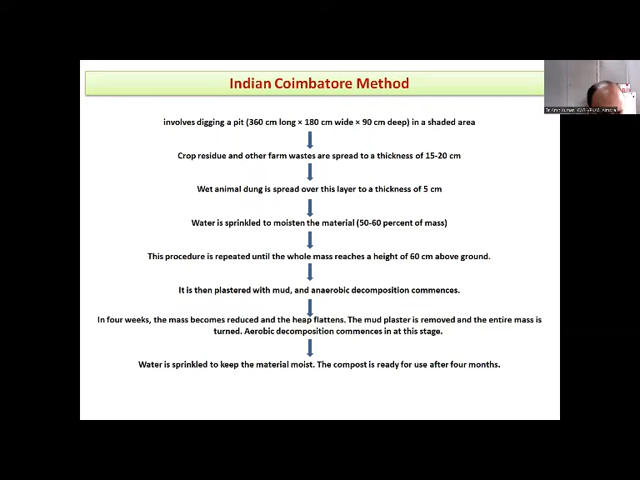 Indian Coimbatore Method
involves digging a pit (360 cm long × 180 cm wide × 90 cm deep) in a shaded area
Crop residue and other farm wastes are spread to a thickness of 15-20 cm
Wet animal dung is spread over this layer to a thickness of 5 cm
Water is sprinkled to moisten the material (50-60 percent of mass)
This procedure is repeated until the whole mass reaches a height of 60 cm above ground.
It is then plastered with mud, and anaerobic decomposition commences.
In four weeks, the mass becomes reduced and the heap flattens. The mud plaster is removed and the entire mass is
turned. Aerobic decomposition commences in at this stage.
Water is sprinkled to keep the material moist. The compost is ready for use after four months.